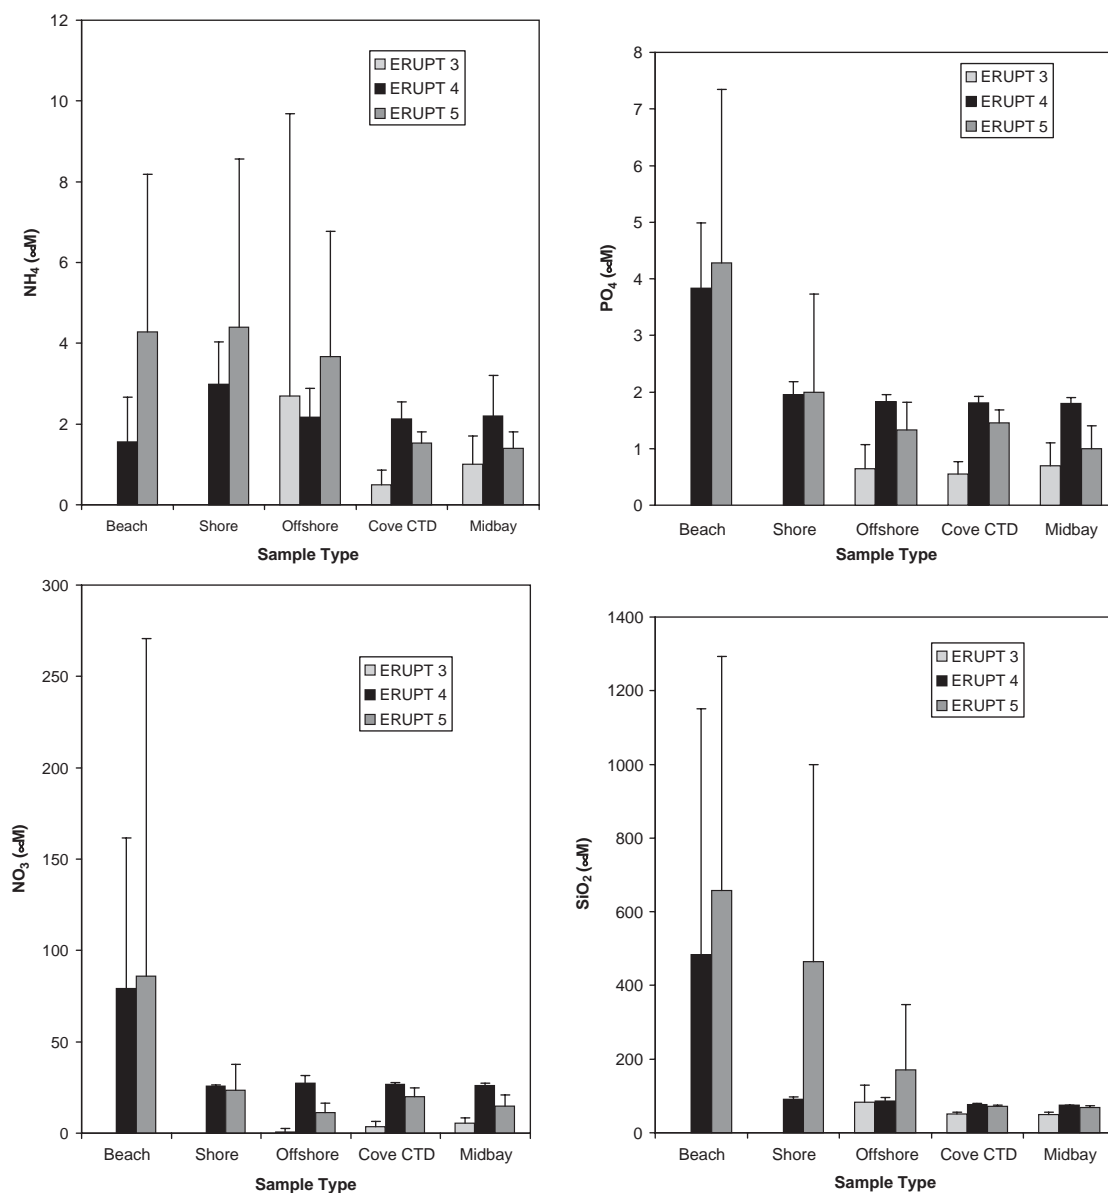 12
10
8
6
4
2
0
NH4 (∝M)
ERUPT 3
ERUPT 4
ERUPT 5
Beach Shore Offshore Cove CTD Midbay
Sample Type
8
7
6
5
4
3
2
1
0
PO4 (∝M)
ERUPT 3
ERUPT 4
ERUPT 5
Beach Shore Offshore Cove CTD Midbay
Sample Type
300
250
200
150
100
50
0
NO3 (∝M)
ERUPT 3
ERUPT 4
ERUPT 5
Beach Shore Offshore Cove CTD Midbay
Sample Type
1400
1200
1000
800
600
400
200
0
SiO2 (∝M)
ERUPT 3
ERUPT 4
ERUPT 5
Beach Shore Offshore Cove CTD Midbay
Sample Type